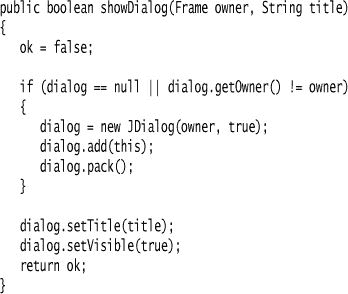 public boolean showDialog(Frame owner, String title)
{
   ok = false;

   if (dialog == null || dialog.getOwner() != owner)
   {
      dialog = new JDialog(owner, true);
      dialog.add(this);
      dialog.pack();
   }

   dialog.setTitle(title);
   dialog.setVisible(true);
   return ok;
}